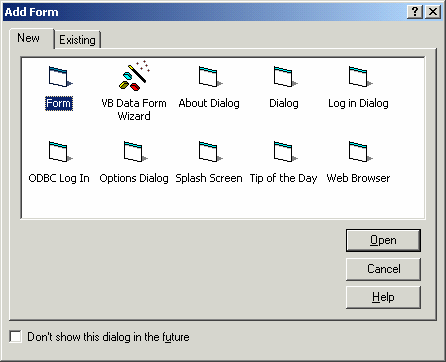 Add Form
New Existing
Form VB Data Form Wizard About Dialog Dialog Log in Dialog
ODBC Log In Options Dialog Splash Screen Tip of the Day Web Browser
Open
Cancel
Help
Don't show this dialog in the future